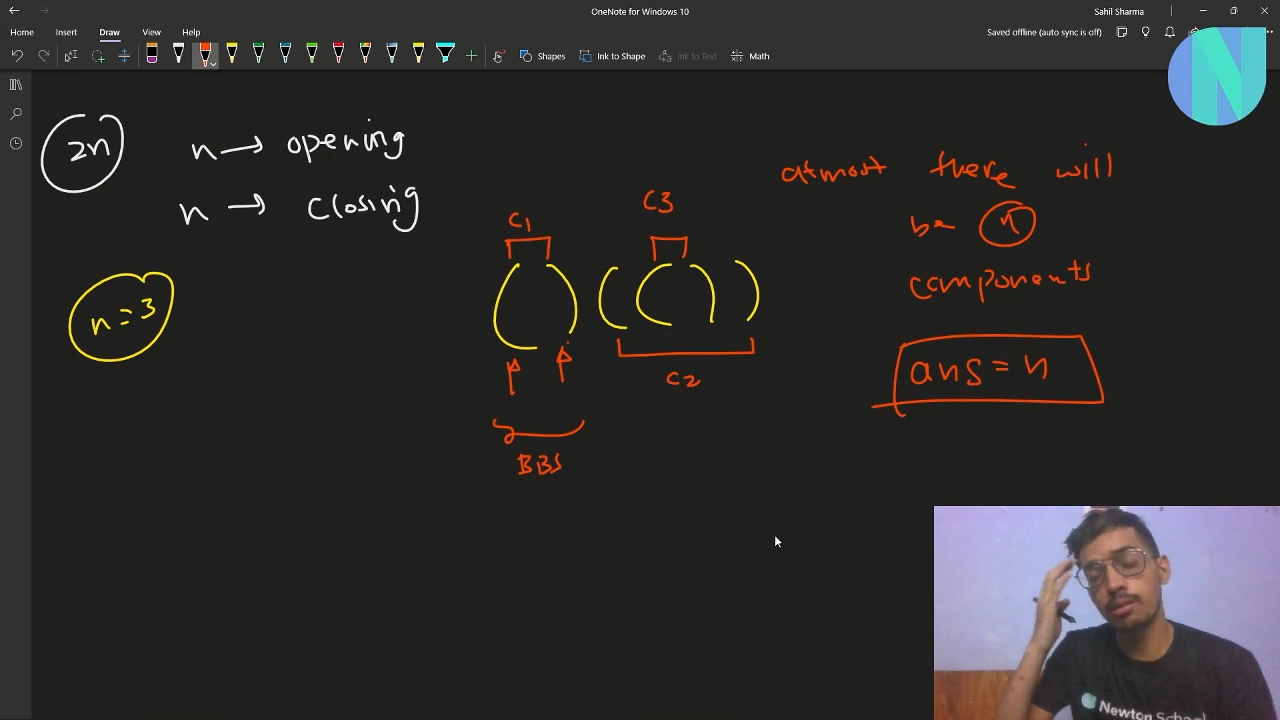 OneNote for Windows 10
Sahil Sharma
Home Insert Draw View Help
Saved offline (auto sync is off)
Shapes Ink to Shape Ink to Text Math
2n n → opening
n → closing
n = 3
C1 C3
( ) ( ( ) )
C2
BBS
atmost there will
be n
components
ans = n
Newton School